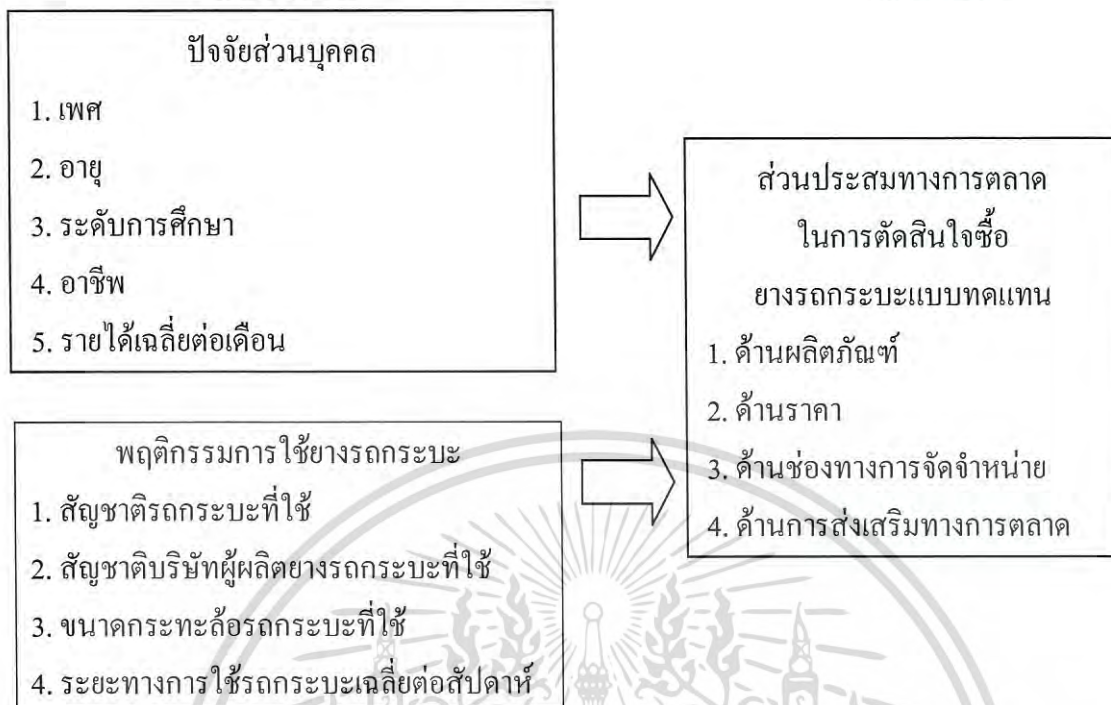 ปัจจัยส่วนบุคคล
1. เพศ
2. อายุ
3. ระดับการศึกษา
4. อาชีพ
5. รายได้เฉลี่ยต่อเดือน
พฤติกรรมการใช้ยางรถกระบะ
1. สัญชาติรถกระบะที่ใช้
2. สัญชาติบริษัทผู้ผลิตยางรถกระบะที่ใช้
3. ขนาดกระทะล้อรถกระบะที่ใช้
4. ระยะทางการใช้รถกระบะเฉลี่ยต่อสัปดาห์
ส่วนประสมทางการตลาด
ในการตัดสินใจซื้อ
ยางรถกระบะแบบทดแทน
1. ด้านผลิตภัณฑ์
2. ด้านราคา
3. ด้านช่องทางการจัดจำหน่าย
4. ด้านการส่งเสริมทางการตลาด